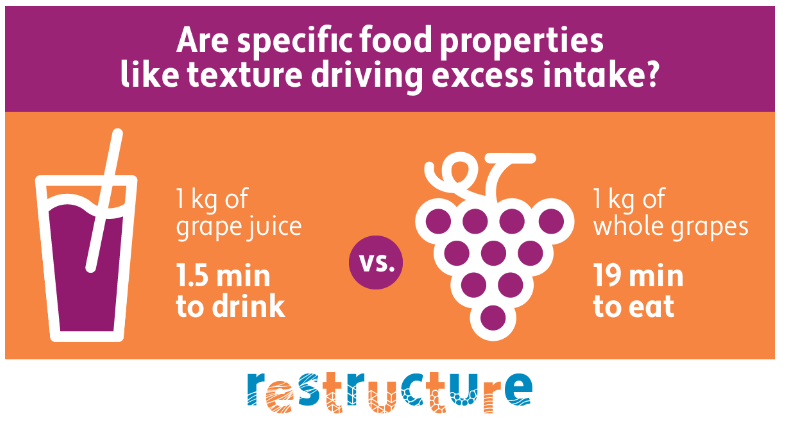 Are specific food properties
like texture driving excess intake?
1 kg of
grape juice
1.5 min
to drink
vs.
1 kg of
whole grapes
19 min
to eat
restructure